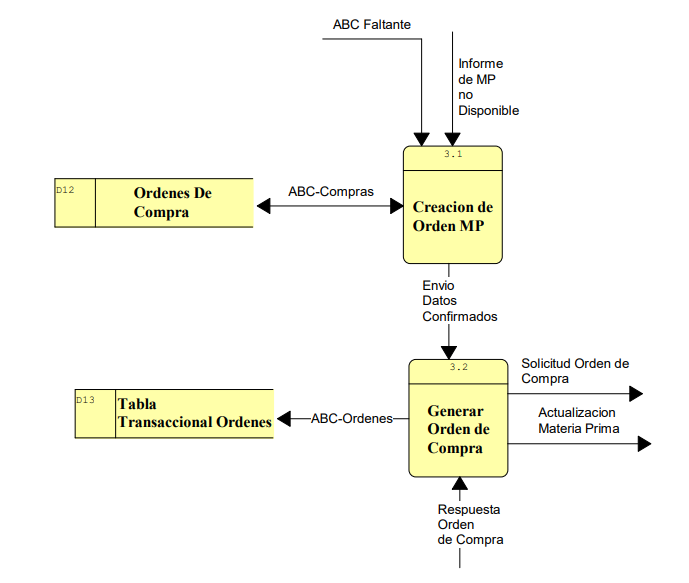 ABC Faltante
Informe
de MP
no
Disponible
3.1
Creacion de
Orden MP
D12
Ordenes De
Compra
ABC-Compras
Envio
Datos
Confirmados
3.2
Generar
Orden de
Compra
Solicitud Orden de
Compra
Actualizacion
Materia Prima
D13
Tabla
Transaccional Ordenes
ABC-Ordenes
Respuesta
Orden
de Compra